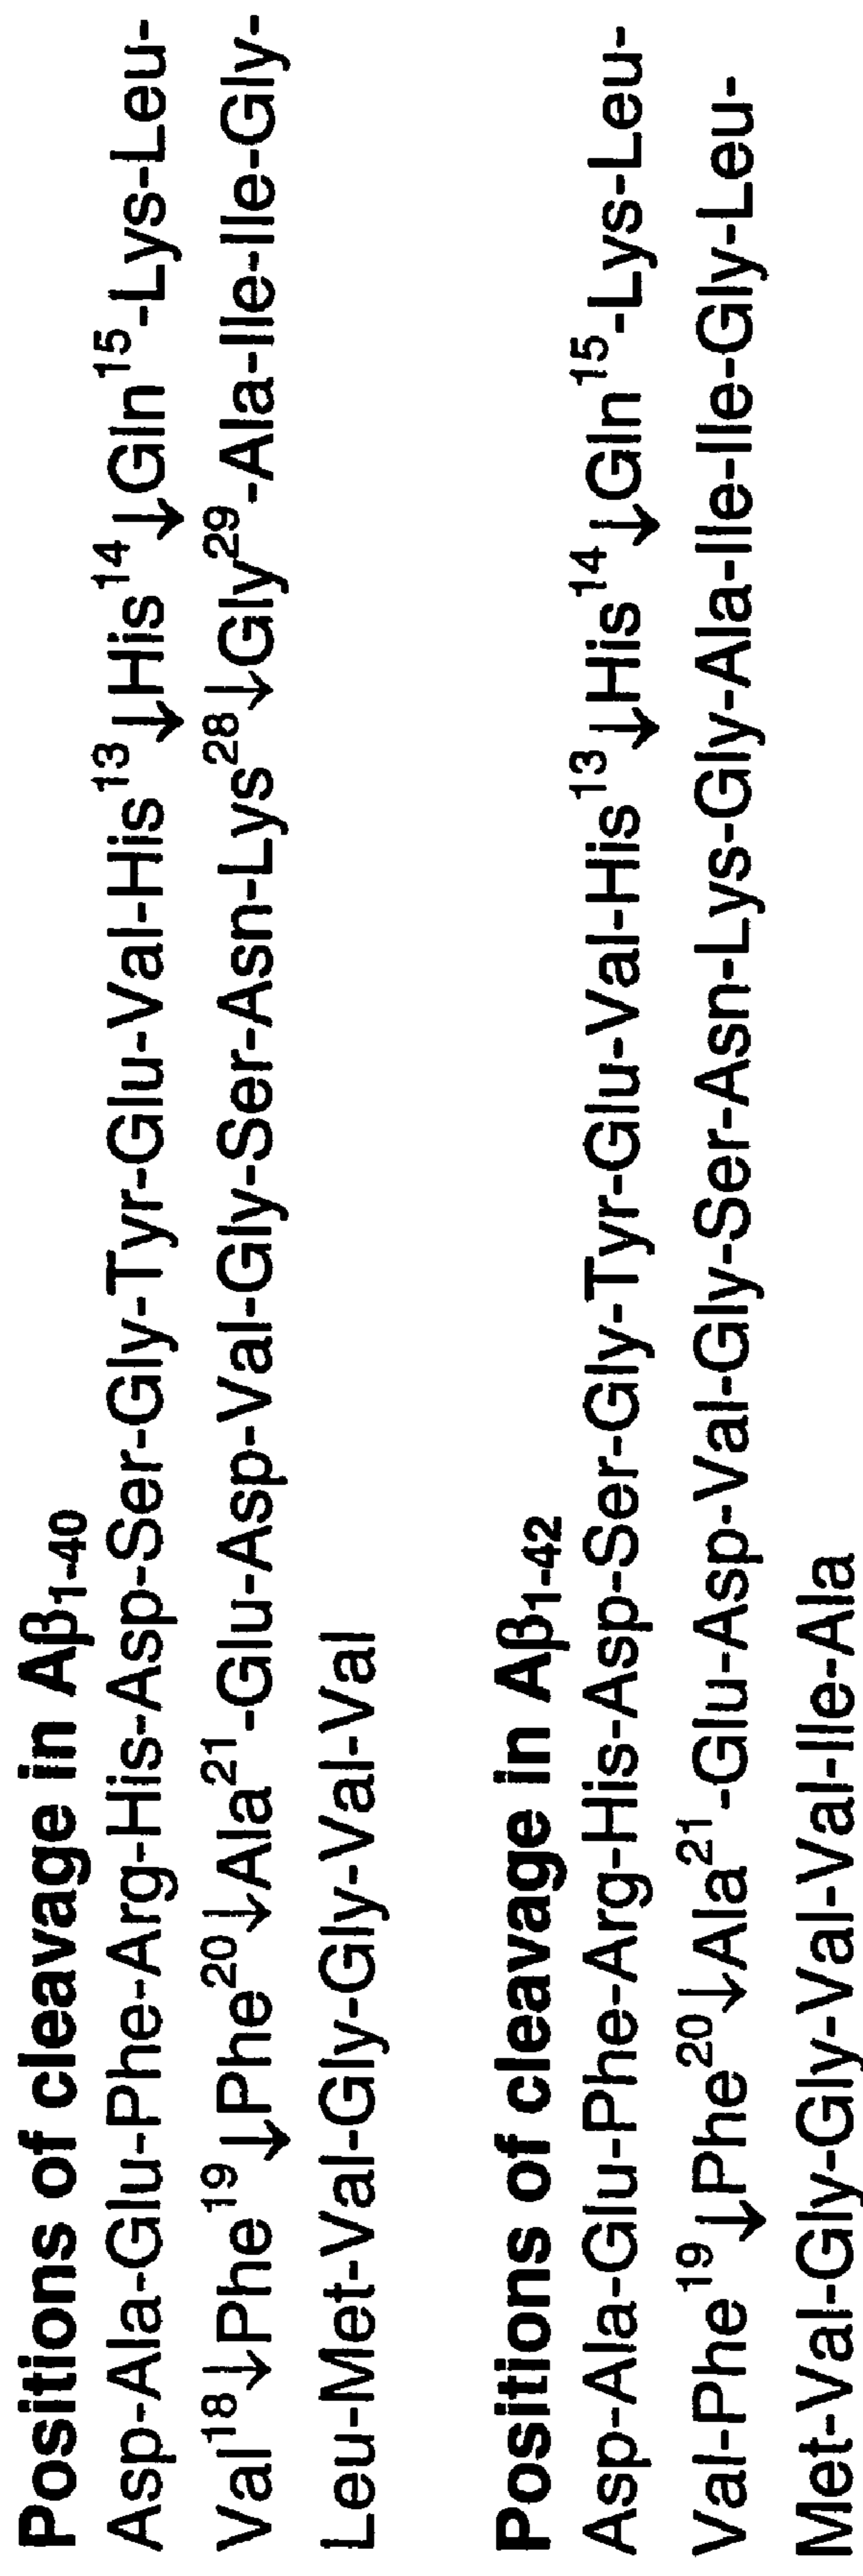 Positions of cleavage in Aβ1-40
Asp-Ala-Glu-Phe-Arg-His-Asp-Ser-Gly-Tyr-Glu-Val-His13↓His14↓Gln15-Lys-Leu-
Val18↓Phe19↓Phe20↓Ala21-Glu-Asp-Val-Gly-Ser-Asn-Lys28↓Gly29-Ala-Ile-Ile-Gly-
Leu-Met-Val-Gly-Gly-Val-Val
Positions of cleavage in Aβ1-42
Asp-Ala-Glu-Phe-Arg-His-Asp-Ser-Gly-Tyr-Glu-Val-His13↓His14↓Gln15-Lys-Leu-
Val-Phe19↓Phe20↓Ala21-Glu-Asp-Val-Gly-Ser-Asn-Lys-Gly-Ala-Ile-Ile-Gly-Leu-
Met-Val-Gly-Gly-Val-Val-Ile-Ala